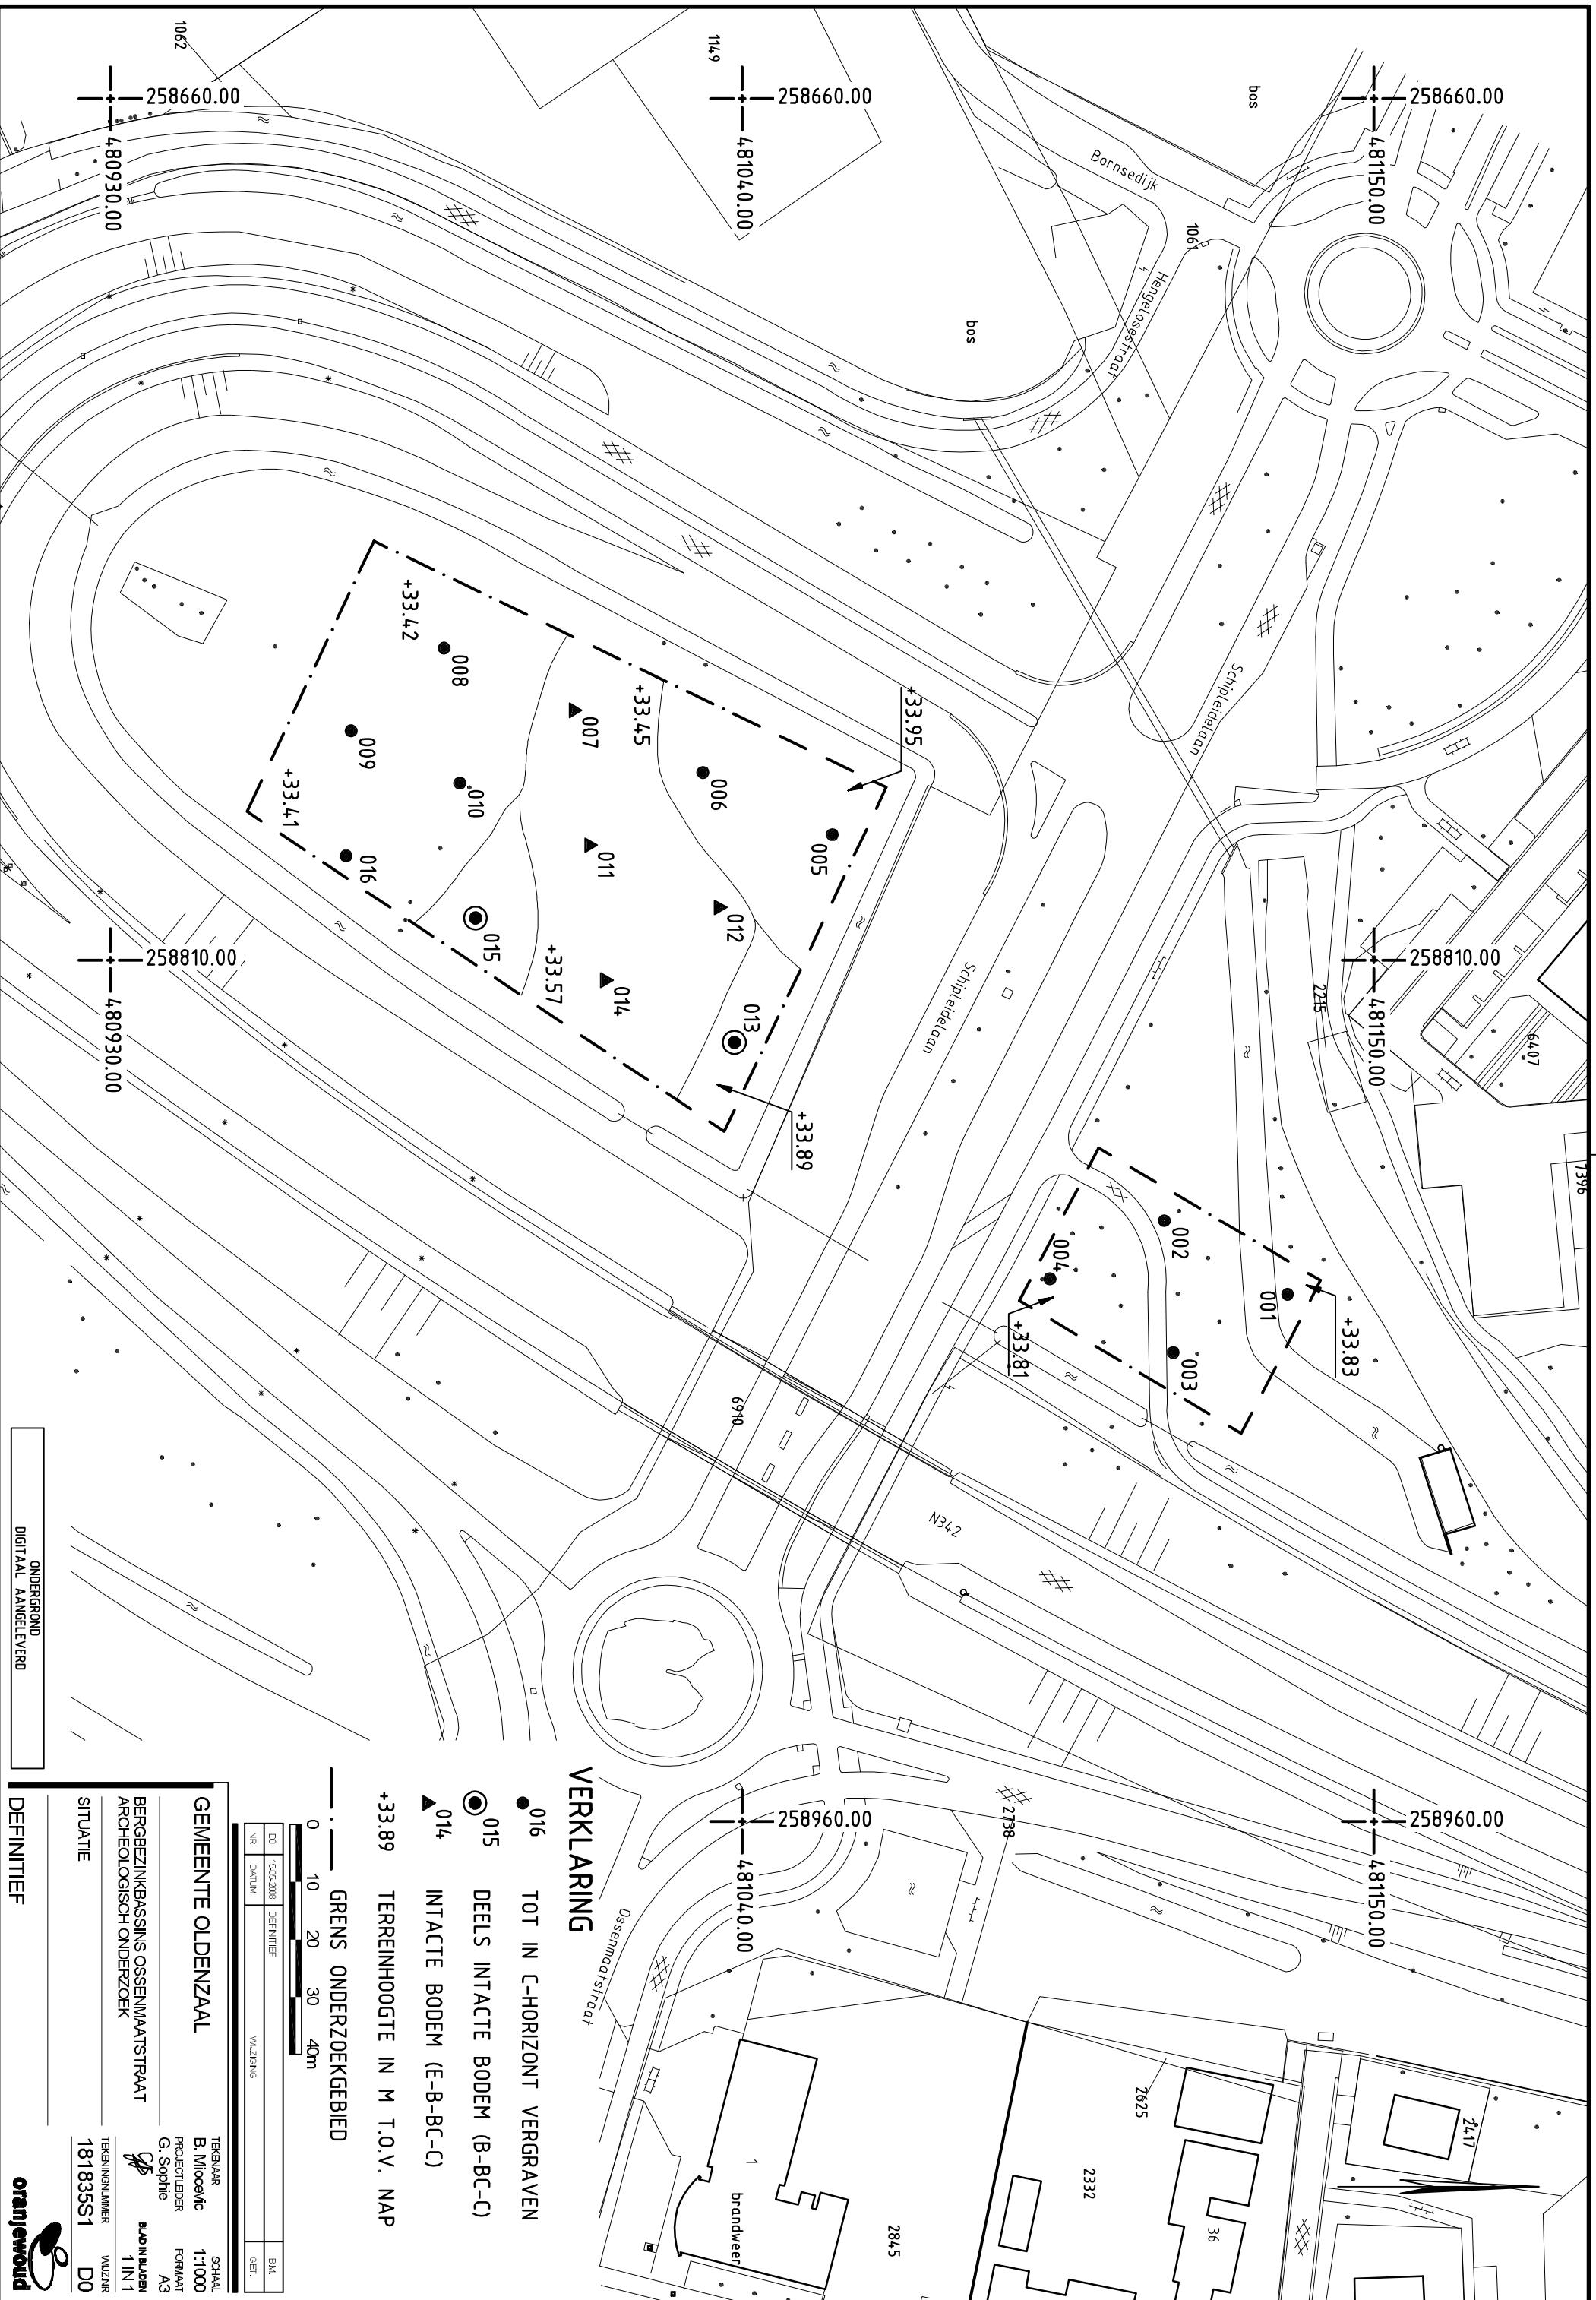 1062
1149
bos
258660.00
480930.00
258660.00
481040.00
258660.00
481150.00
Bornsedijk
1061
Hengelosestraat
bos
Schipleidelaan
Schipleidelaan
+33.42
008
007
+33.45
006
+33.95
005
009
010
011
012
+33.41
016
015
+33.57
014
013
+33.89
258810.00
480930.00
258810.00
481150.00
2215
6407
7396
002
001
004
003
+33.81
+33.83
6910
N342
258960.00
481040.00
258960.00
481150.00
2738
Ossenmaatstraat
2625
2417
2332
36
2845
1
brandweer
VERKLARING
016 TOT IN C-HORIZONT VERGRAVEN
015 DEELS INTACTE BODEM (B-BC-C)
014 INTACTE BODEM (E-B-BC-C)
+33.89 TERREINHOOGTE IN M T.O.V. NAP
GRENS ONDERZOEKGEBIED
0 10 20 30 40m
D0 15-05-2008 DEFINITIEF B.M.
NR DATUM WIJZIGING GET.
GEMEENTE OLDENZAAL
BERGBEZINKBASSINS OSSENMAATSTRAAT
ARCHEOLOGISCH ONDERZOEK
SITUATIE
DEFINITIEF
TEKENAAR SCHAAL
B. Miocevic 1:1000
PROJECTLEIDER FORMAAT
G. Sophie A3
BLAD IN BLADEN
1 IN 1
TEKENINGNUMMER WIJZ.NR
181835S1 D0
oranjewoud
ONDERGROND
DIGITAAL AANGELEVERD